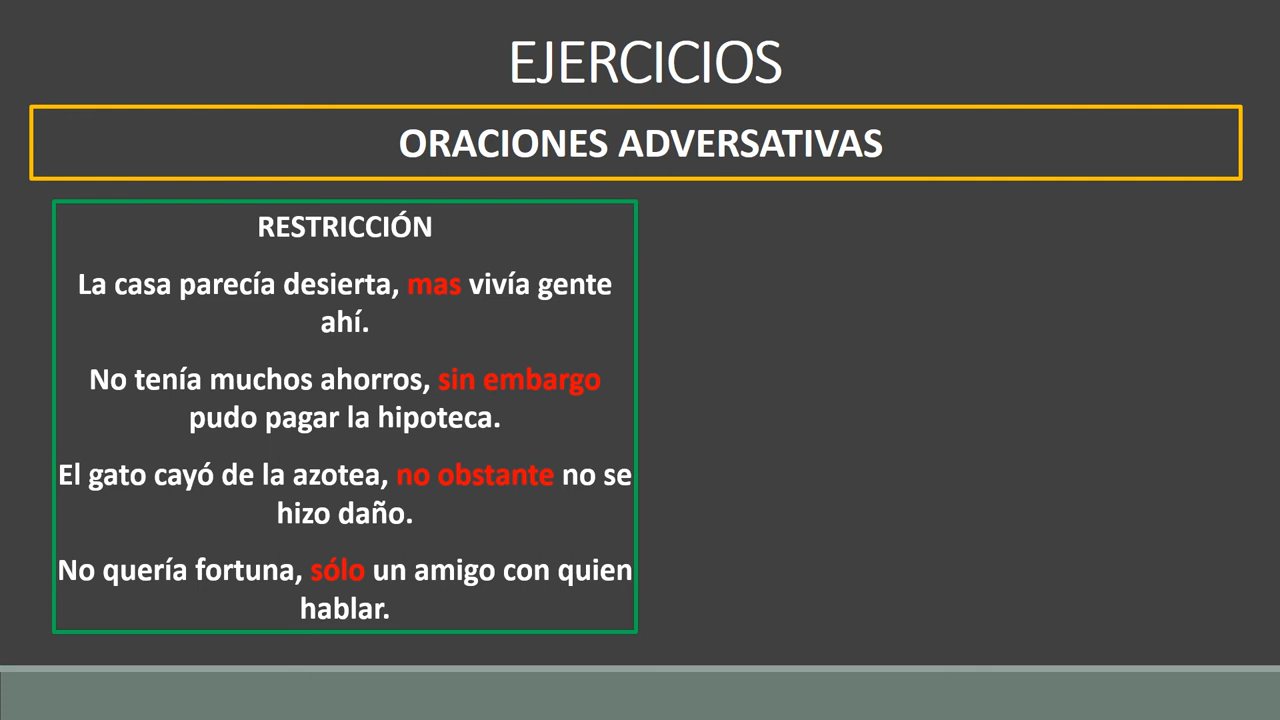 EJERCICIOS
ORACIONES ADVERSATIVAS
RESTRICCIÓN
La casa parecía desierta, mas vivía gente
ahí.
No tenía muchos ahorros, sin embargo
pudo pagar la hipoteca.
El gato cayó de la azotea, no obstante no se
hizo daño.
No quería fortuna, sólo un amigo con quien
hablar.